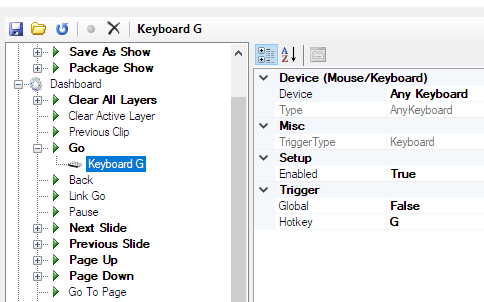 Keyboard G
Save As Show
Package Show
Dashboard
Clear All Layers
Clear Active Layer
Previous Clip
Go
Keyboard G
Back
Link Go
Pause
Next Slide
Previous Slide
Page Up
Page Down
Go To Page
Device (Mouse/Keyboard)
Device Any Keyboard
Type AnyKeyboard
Misc
TriggerType Keyboard
Setup
Enabled True
Trigger
Global False
Hotkey G